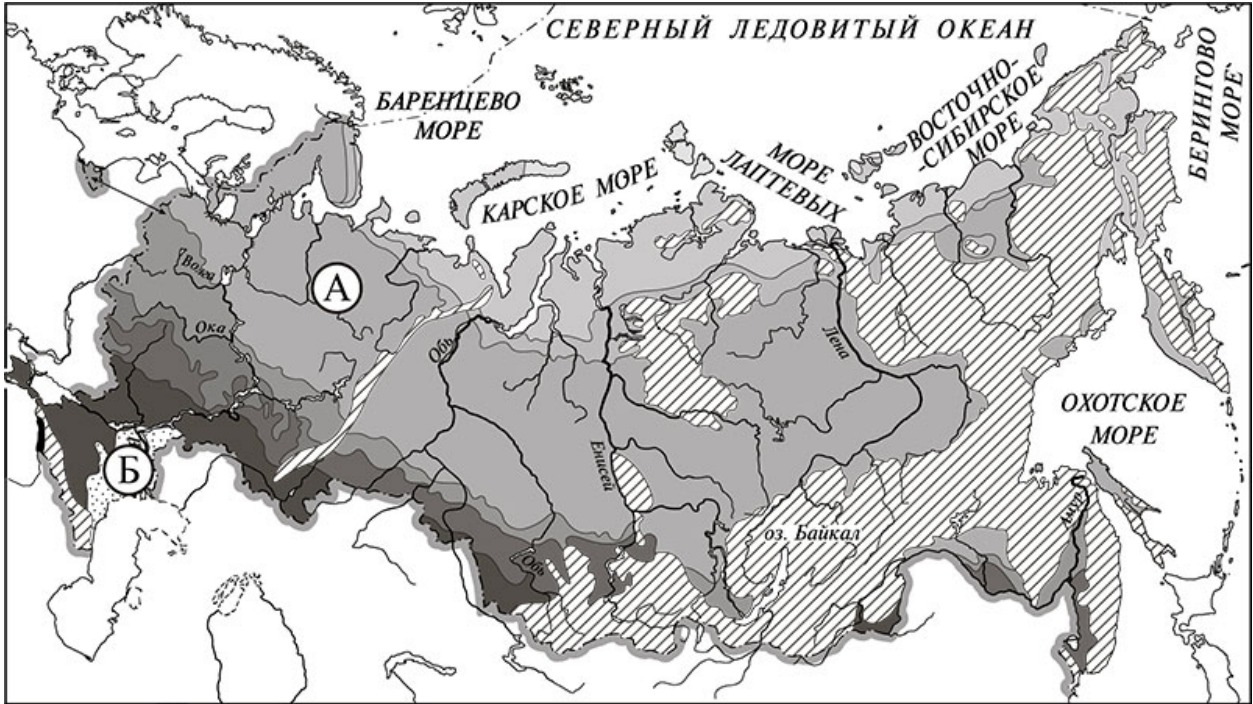 СЕВЕРНЫЙ ЛЕДОВИТЫЙ ОКЕАН
БАРЕНЦЕВО
МОРЕ
КАРСКОЕ МОРЕ
МОРЕ
ЛАПТЕВЫХ
ВОСТОЧНО-
СИБИРСКОЕ
МОРЕ
БЕРИНГОВО
МОРЕ
Волга
А
Ока
Обь
Лена
Енисей
ОХОТСКОЕ
МОРЕ
Б
Амур
оз. Байкал
Обь